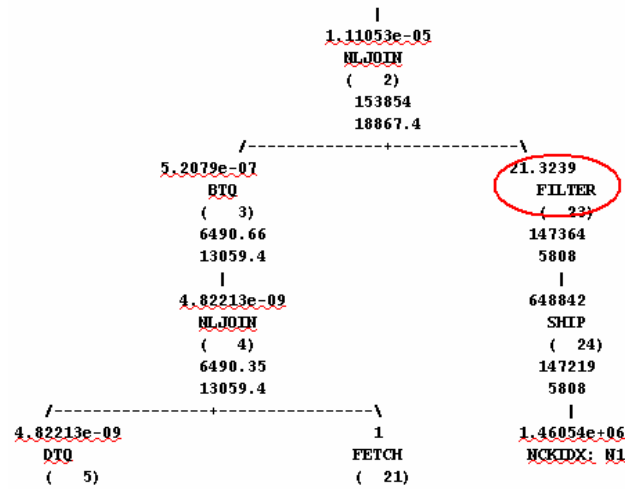 |
1.11053e-05
NLJOIN
(   2)
153854
18867.4
/----------------+----------------\
5.2079e-07 21.3239
BTQ FILTER
(   3) (   23)
6490.66 147364
13059.4 5808
| |
4.82213e-09 648842
NLJOIN SHIP
(   4) (   24)
6490.35 147219
13059.4 5808
/-------------------+--------------------\ |
4.82213e-09 1 1.46054e+06
DTQ FETCH NCKIDX: N1
(   5) (   21)